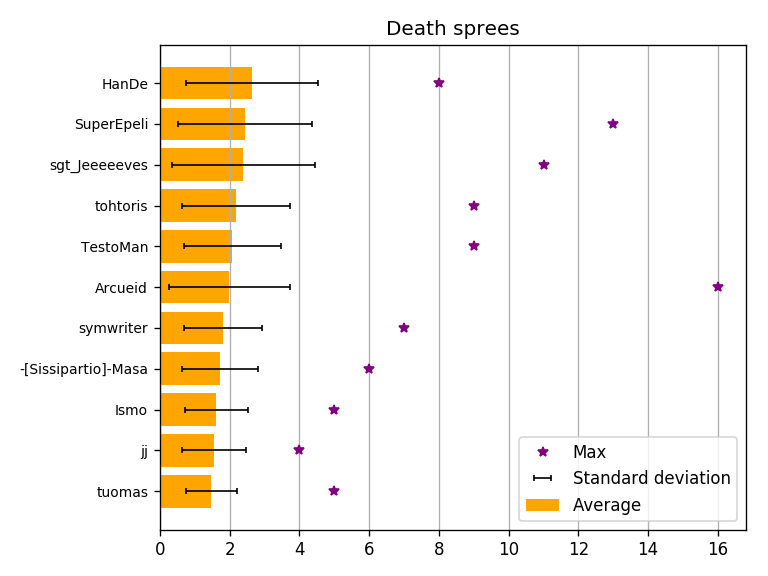 Death sprees
HanDe
SuperEpeli
sgt_Jeeeeeves
tohtoris
TestoMan
Arcueid
symwriter
-[Sissipartio]-Masa
Ismo
jj
tuomas
Max
Standard deviation
Average
0 2 4 6 8 10 12 14 16